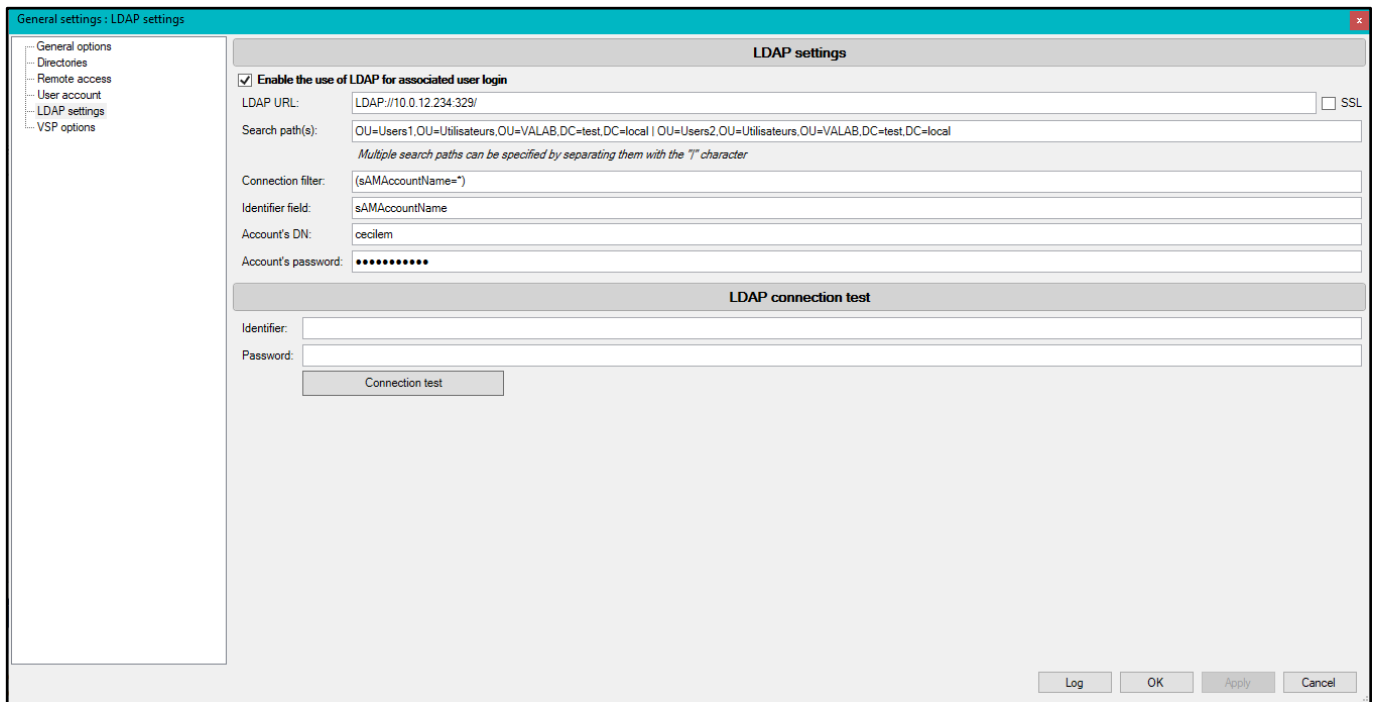 General settings : LDAP settings
x
General options
Directories
Remote access
User account
LDAP settings
VSP options
LDAP settings
Enable the use of LDAP for associated user login
LDAP URL: LDAP://10.0.12.234:329/ SSL
Search path(s): OU=Users1,OU=Utilisateurs,OU=VALAB,DC=test,DC=local | OU=Users2,OU=Utilisateurs,OU=VALAB,DC=test,DC=local
Multiple search paths can be specified by separating them with the "|" character
Connection filter: (sAMAccountName=*)
Identifier field: sAMAccountName
Account's DN: cecilem
Account's password: •••••••••••
LDAP connection test
Identifier:
Password:
Connection test
Log OK Apply Cancel